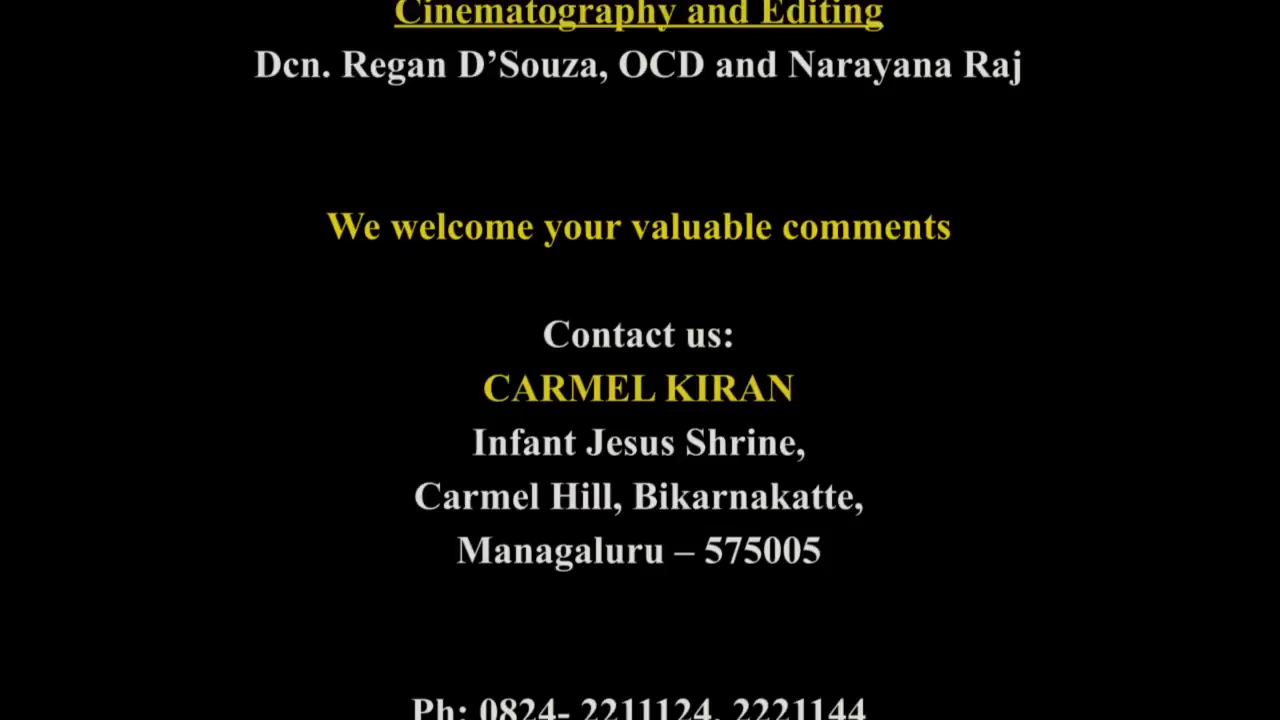 Cinematography and Editing
Dcn. Regan D’Souza, OCD and Narayana Raj
We welcome your valuable comments
Contact us:
CARMEL KIRAN
Infant Jesus Shrine,
Carmel Hill, Bikarnakatte,
Managaluru – 575005
Ph: 0824- 2211124, 2221144